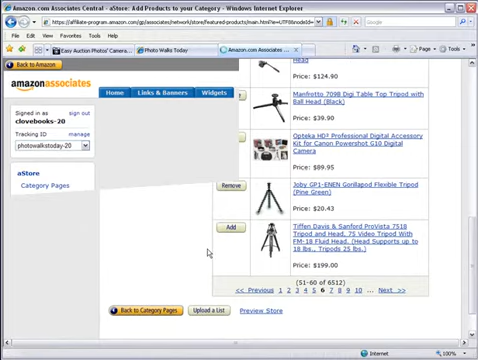 Amazon.com Associates Central - aStore: Add Products to your Category - Windows Internet Explorer
https://affiliate-program.amazon.com/gp/associates/network/store/featured-products/main.html?ie=UTF8&nodeId=
File Edit View Favorites Tools Help
Easy Auction Photos' Camera... Photo Walks Today Amazon.com Associates ...
Page Tools
Back to Amazon
amazonassociates
Home Links & Banners Widgets
Signed in as sign out
clovebooks-20
Tracking ID manage
photowalkstoday-20
aStore
Category Pages
Head
Price: $124.90
Manfrotto 709B Digi Table Top Tripod with
Ball Head (Black)
Price: $39.90
Opteka HD² Professional Digital Accessory
Kit for Canon Powershot G10 Digital
Camera
Price: $89.95
Remove
Joby GP1-ENEN Gorillapod Flexible Tripod
(Pine Green)
Price: $20.43
Add
Tiffen Davis & Sanford ProVista 7518
Tripod and Head, 75 Video Tripod With
FM-18 Fluid Head, (Head Supports up to
18 lbs., Tripods 25 lbs.)
Price: $199.00
(51-60 of 6512)
<< Previous 1 2 3 4 5 6 7 8 9 10 ... Next >>
Back to Category Pages Upload a List Preview Store
Internet 100%